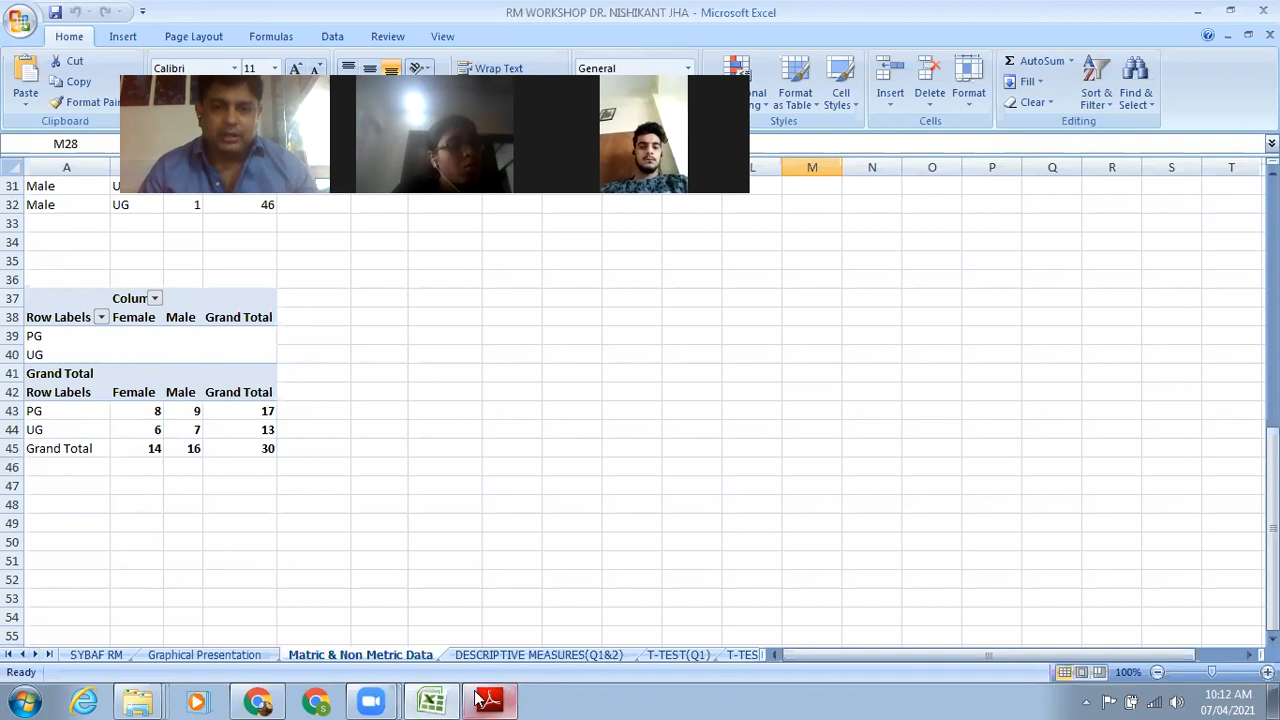 RM WORKSHOP DR. NISHIKANT JHA - Microsoft Excel
Home Insert Page Layout Formulas Data Review View
Paste Cut Calibri 11 Wrap Text General
Copy Insert Delete Format AutoSum
Format Pain as Table Cell Styles Fill Sort & Filter Find & Select
Clear
Clipboard Styles Cells Editing
M28
A L M N O P Q R S T
31 Male U
32 Male UG 1 46
33
34
35
36
37 Colum
38 Row Labels Female Male Grand Total
39 PG
40 UG
41 Grand Total
42 Row Labels Female Male Grand Total
43 PG 8 9 17
44 UG 6 7 13
45 Grand Total 14 16 30
46
47
48
49
50
51
52
53
54
55
SYBAF RM Graphical Presentation Matric & Non Metric Data DESCRIPTIVE MEASURES(Q1&2) T-TEST(Q1) T-TES
Ready 100%
10:12 AM
07/04/2021